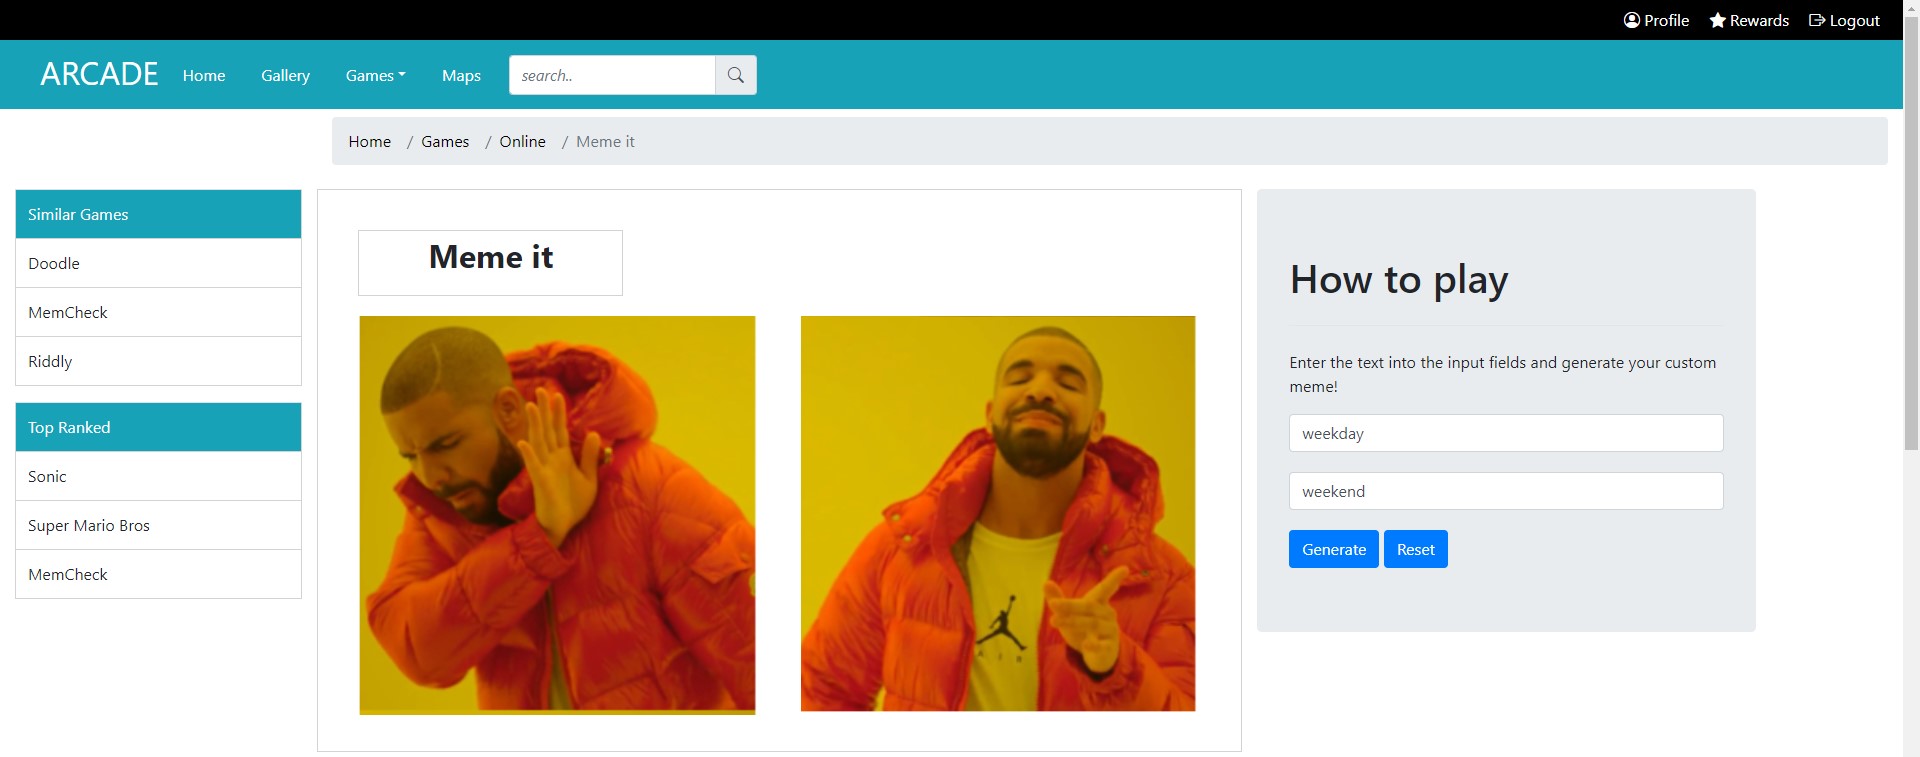 Profile Rewards Logout
ARCADE Home Gallery Games Maps search..
Home / Games / Online / Meme it
Similar Games
Doodle
MemCheck
Riddly
Top Ranked
Sonic
Super Mario Bros
MemCheck
Meme it
AIR
How to play
Enter the text into the input fields and generate your custom
meme!
weekday
weekend
Generate Reset